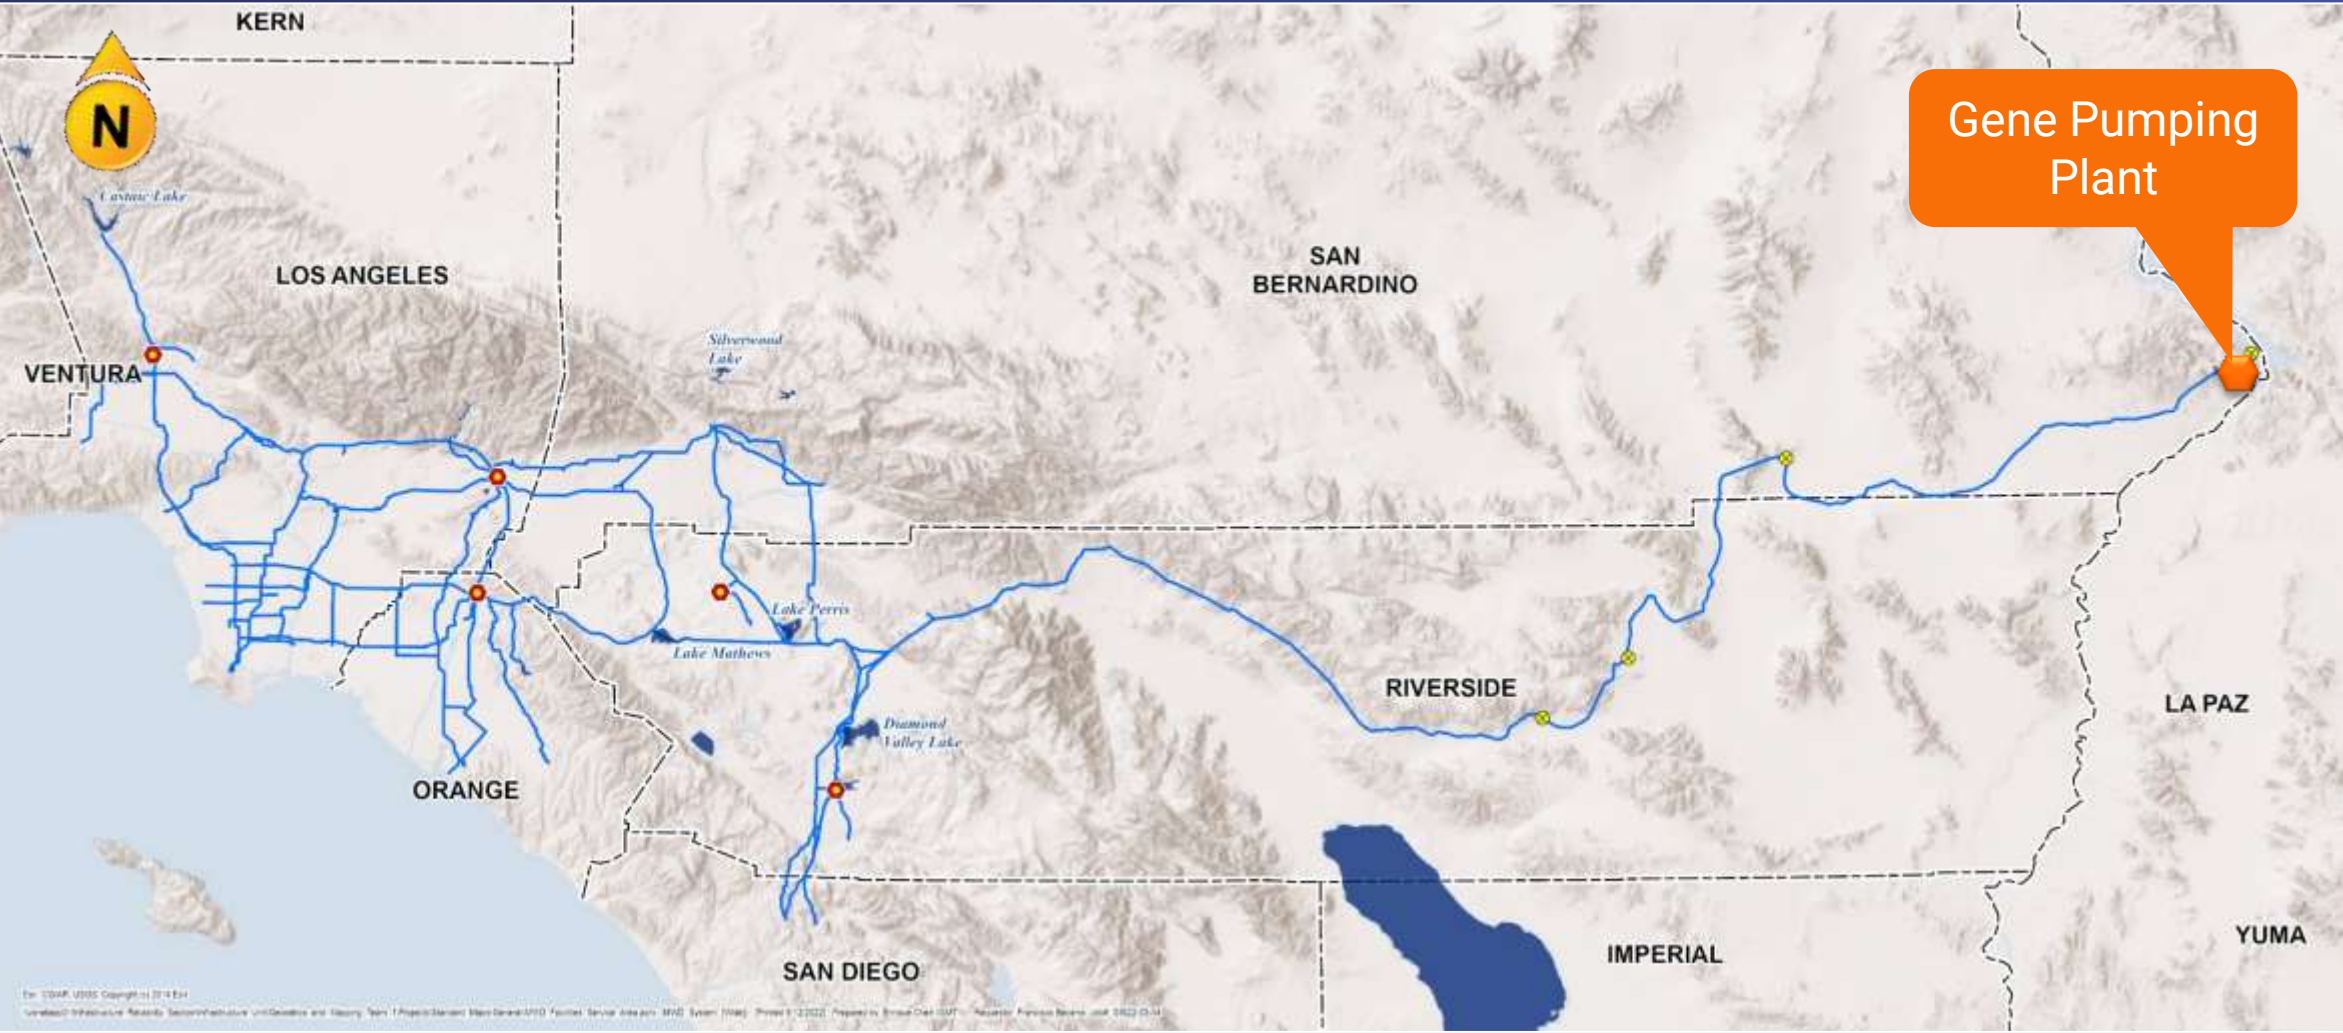 KERN
N
Gene Pumping
Plant
Castaic Lake
LOS ANGELES
SAN
BERNARDINO
Silverwood
Lake
VENTURA
Lake Perris
Lake Mathews
RIVERSIDE
LA PAZ
Diamond
Valley Lake
ORANGE
YUMA
IMPERIAL
SAN DIEGO